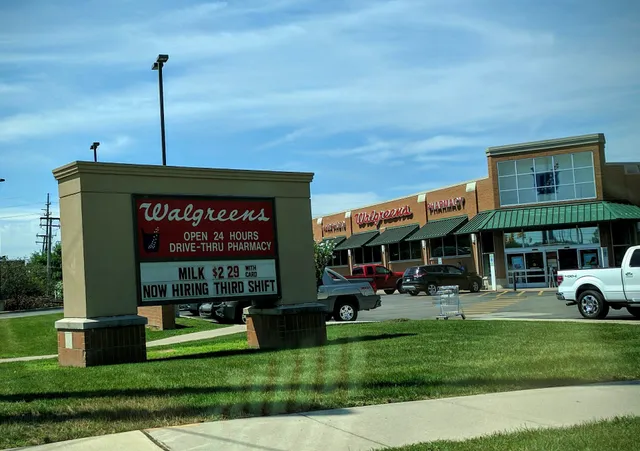 Walgreens
OPEN 24 HOURS
DRIVE-THRU PHARMACY
MILK $2 29 WITH CARD
NOW HIRING THIRD SHIFT
Walgreens
PHARMACY